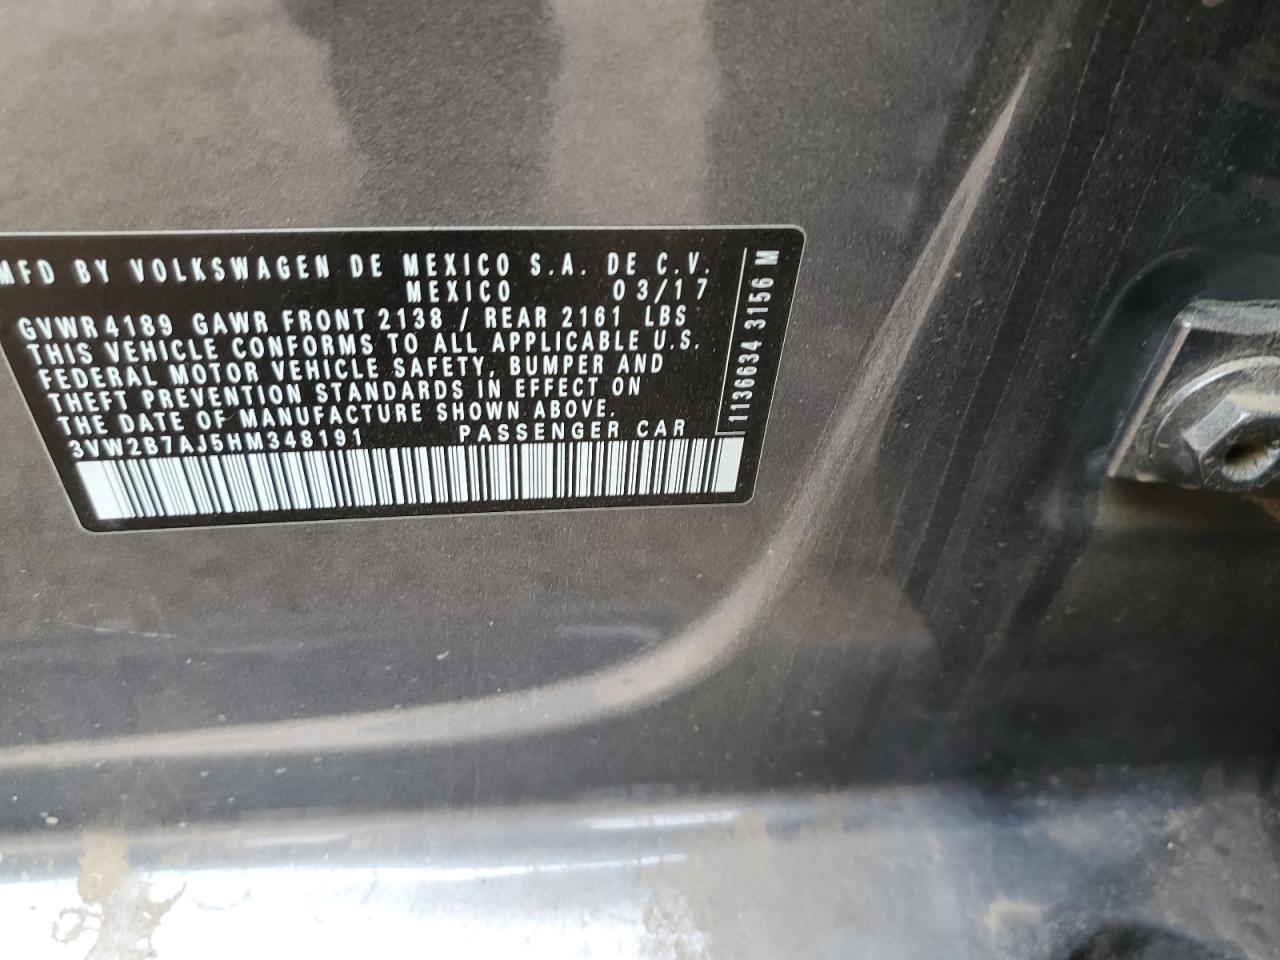 MFD BY VOLKSWAGEN DE MEXICO S.A. DE C.V.
MEXICO 03/17
GVWR 4189 GAWR FRONT 2138 / REAR 2161 LBS
THIS VEHICLE CONFORMS TO ALL APPLICABLE U.S.
FEDERAL MOTOR VEHICLE SAFETY, BUMPER AND
THEFT PREVENTION STANDARDS IN EFFECT ON
THE DATE OF MANUFACTURE SHOWN ABOVE.
3VW2B7AJ5HM348191 PASSENGER CAR
1136634 3156 M